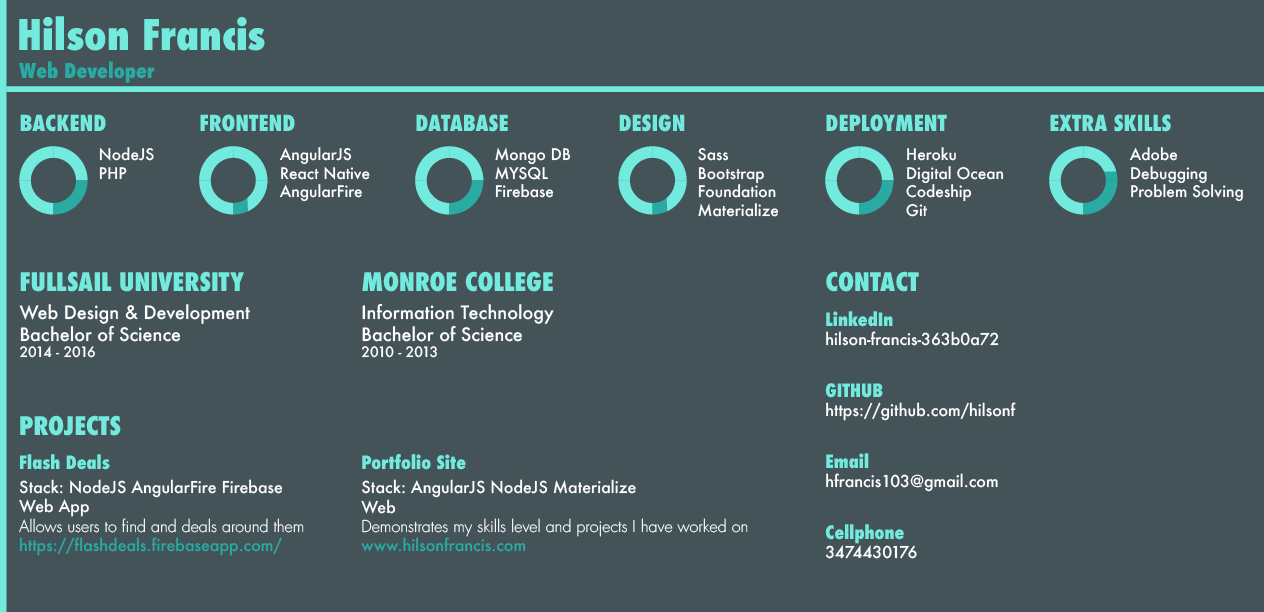 Hilson Francis
Web Developer
BACKEND
NodeJS
PHP
FRONTEND
AngularJS
React Native
AngularFire
DATABASE
Mongo DB
MYSQL
Firebase
DESIGN
Sass
Bootstrap
Foundation
Materialize
DEPLOYMENT
Heroku
Digital Ocean
Codeship
Git
EXTRA SKILLS
Adobe
Debugging
Problem Solving
FULLSAIL UNIVERSITY
Web Design & Development
Bachelor of Science
2014 - 2016
MONROE COLLEGE
Information Technology
Bachelor of Science
2010 - 2013
PROJECTS
Flash Deals
Stack: NodeJS AngularFire Firebase
Web App
Allows users to find and deals around them
https://flashdeals.firebaseapp.com/
Portfolio Site
Stack: AngularJS NodeJS Materialize
Web
Demonstrates my skills level and projects I have worked on
www.hilsonfrancis.com
CONTACT
LinkedIn
hilson-francis-363b0a72
GITHUB
https://github.com/hilsonf
Email
hfrancis103@gmail.com
Cellphone
3474430176